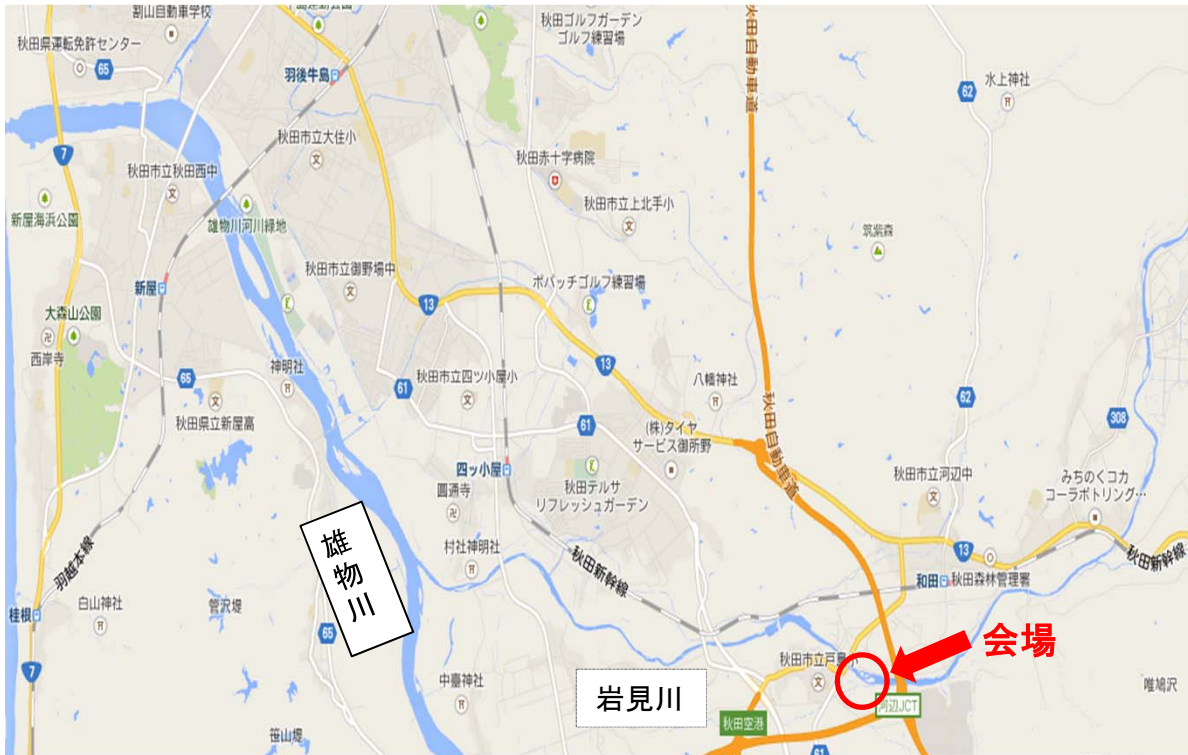 割山自動車学校
秋田県運転免許センター
65
羽後牛島
秋田ゴルフガーデン
ゴルフ練習場
秋田自動車道
62
水上神社
7
秋田市立大住小
秋田市立秋田西中
秋田赤十字病院
新屋海浜公園
雄物川河川緑地
秋田市立上北手小
筑紫森
秋田市立御野場中
新屋
13
ポパッチゴルフ練習場
大森山公園
西岸寺
神明社
65
61
秋田市立四ツ小屋小
13
八幡神社
62
308
秋田県立新屋高
61
(株)タイヤ
サービス御所野
秋田自動車道
四ッ小屋
秋田テルサ
リフレッシュガーデン
秋田市立河辺中
みちのくコカ
コーラボトリング…
圓通寺
雄物川
村社神明社
秋田新幹線
13
秋田新幹線
羽越本線
和田
秋田森林管理署
桂根
白山神社
管沢堤
65
会場
7
秋田市立戸島小
中臺神社
岩見川
唯鳩沢
秋田空港
河辺JCT
笹山堤
61